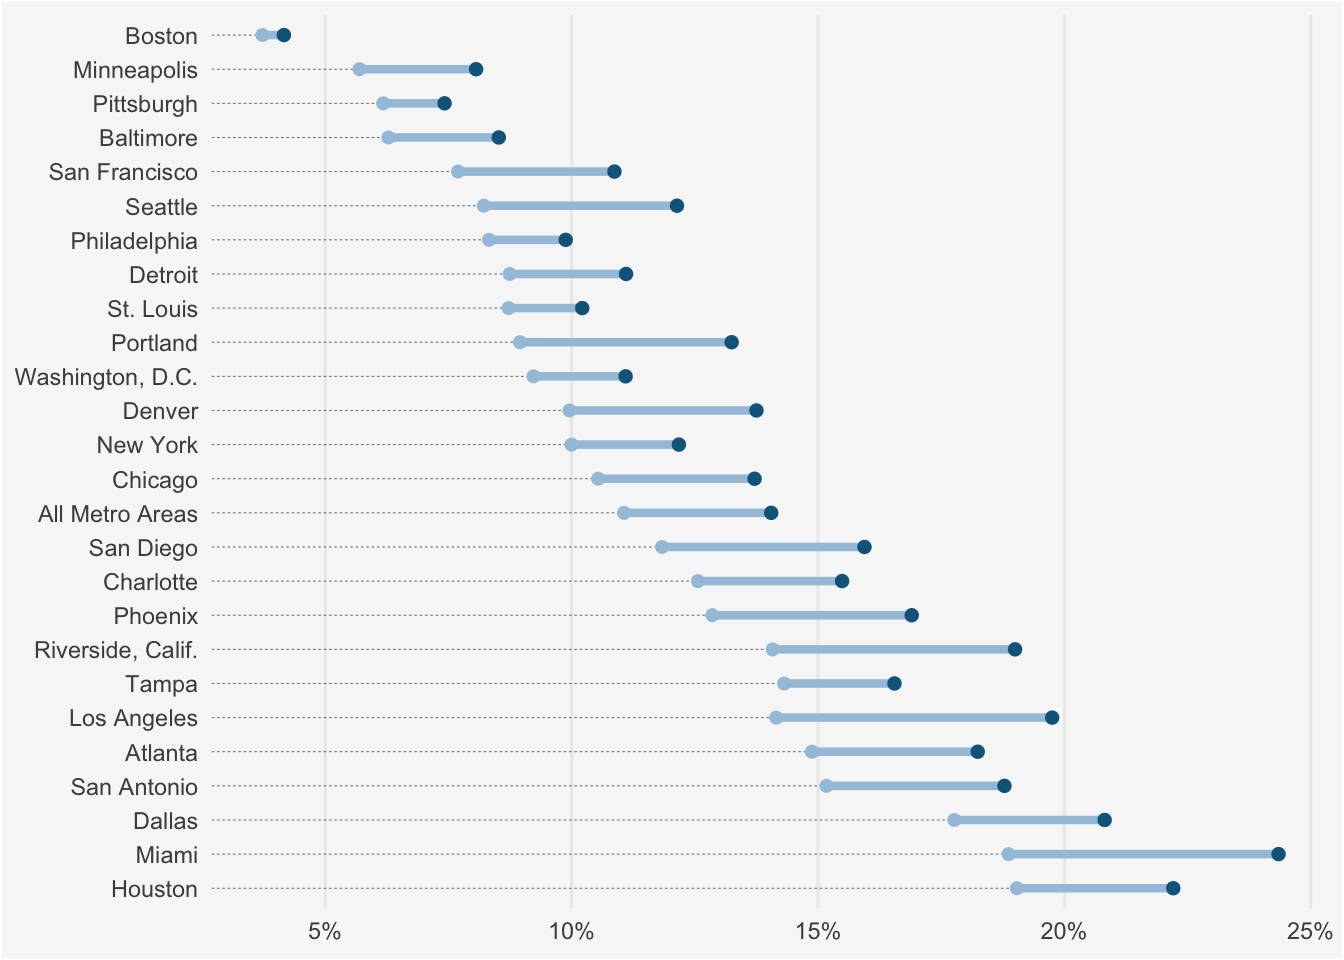 Boston
Minneapolis
Pittsburgh
Baltimore
San Francisco
Seattle
Philadelphia
Detroit
St. Louis
Portland
Washington, D.C.
Denver
New York
Chicago
All Metro Areas
San Diego
Charlotte
Phoenix
Riverside, Calif.
Tampa
Los Angeles
Atlanta
San Antonio
Dallas
Miami
Houston
5% 10% 15% 20% 25%